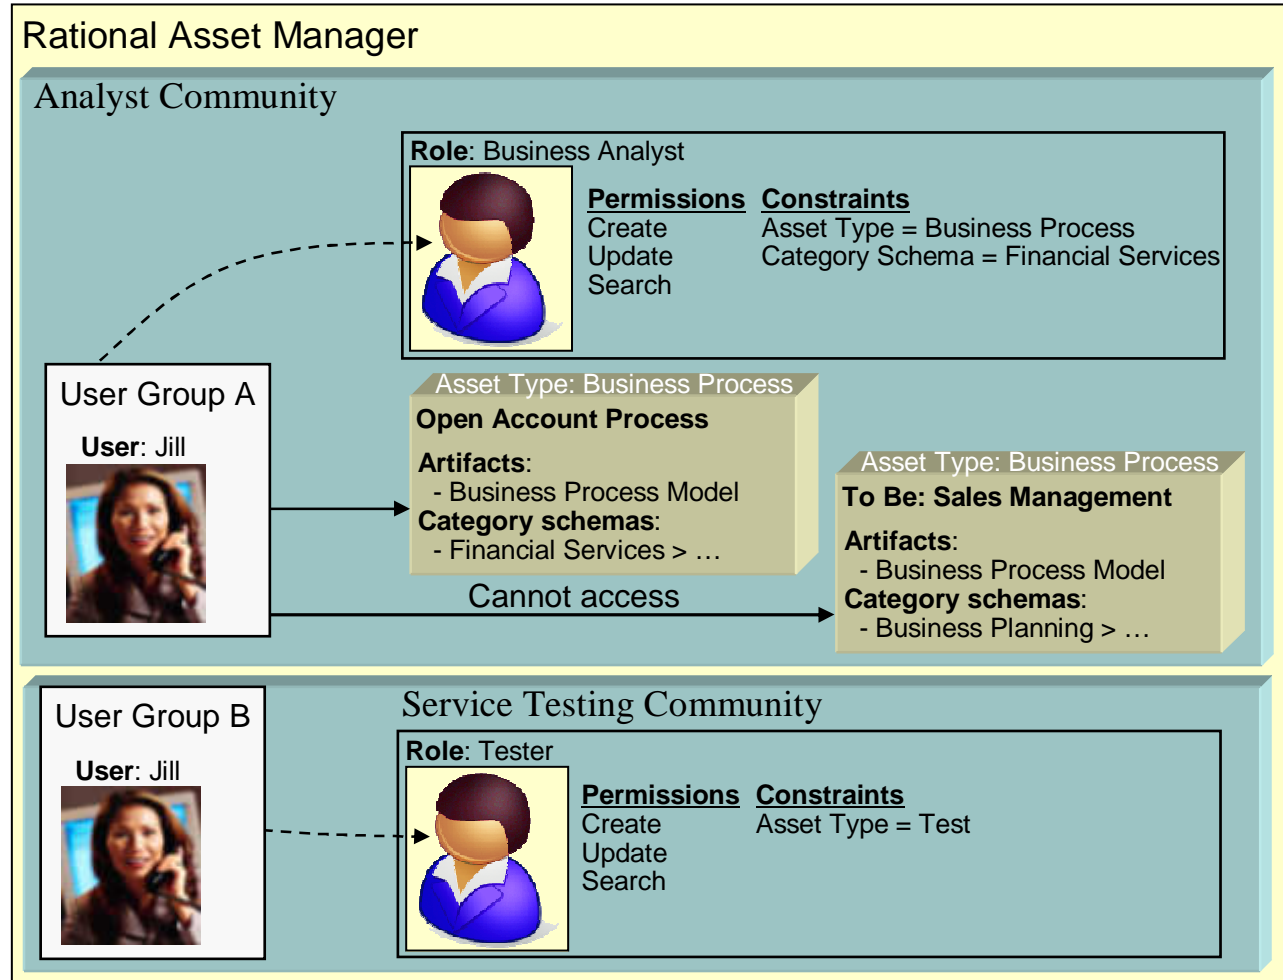 Rational Asset Manager
Analyst Community
Role: Business Analyst
Permissions Constraints
Create Asset Type = Business Process
Update Category Schema = Financial Services
Search
User Group A
User: Jill
Asset Type: Business Process
Open Account Process
Artifacts:
- Business Process Model
Category schemas:
- Financial Services > …
Cannot access
Asset Type: Business Process
To Be: Sales Management
Artifacts:
- Business Process Model
Category schemas:
- Business Planning > …
User Group B
User: Jill
Service Testing Community
Role: Tester
Permissions Constraints
Create Asset Type = Test
Update
Search